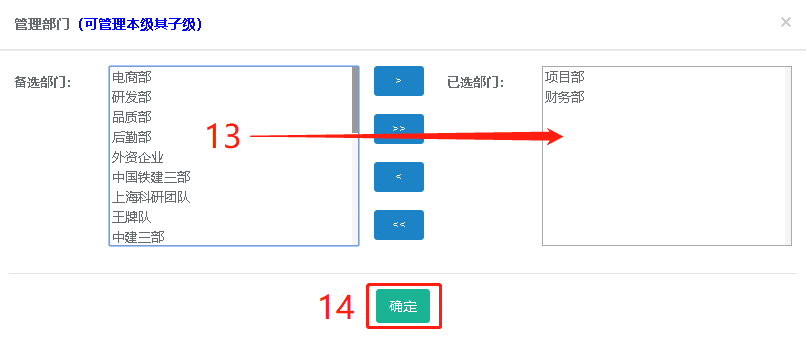 管理部门（可管理本级其子级） ×
备选部门：
电商部
研发部
品质部
后勤部
外资企业
中国铁建三部
上海科研团队
王牌队
中建三部
13
>
>>
<
<<
已选部门：
项目部
财务部
14
确定